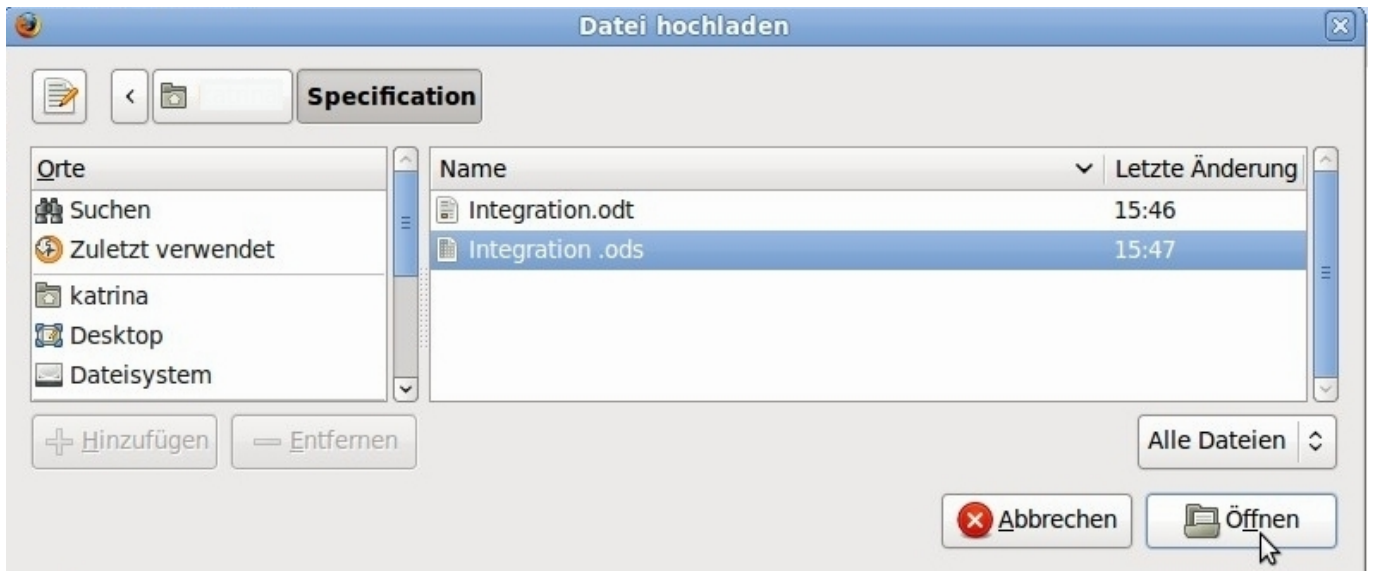 Datei hochladen
Specification
Orte
Name
Letzte Änderung
Suchen
Integration.odt
15:46
Zuletzt verwendet
Integration .ods
15:47
katrina
Desktop
Dateisystem
Hinzufügen
Entfernen
Alle Dateien
Abbrechen
Öffnen